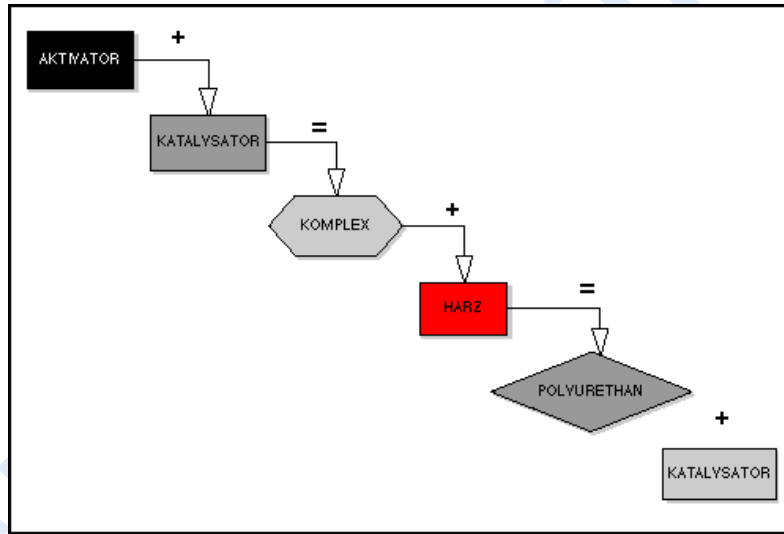 +
AKTIVATOR
=
KATALYSATOR
+
KOMPLEX
=
HARZ
POLYURETHAN
+
KATALYSATOR